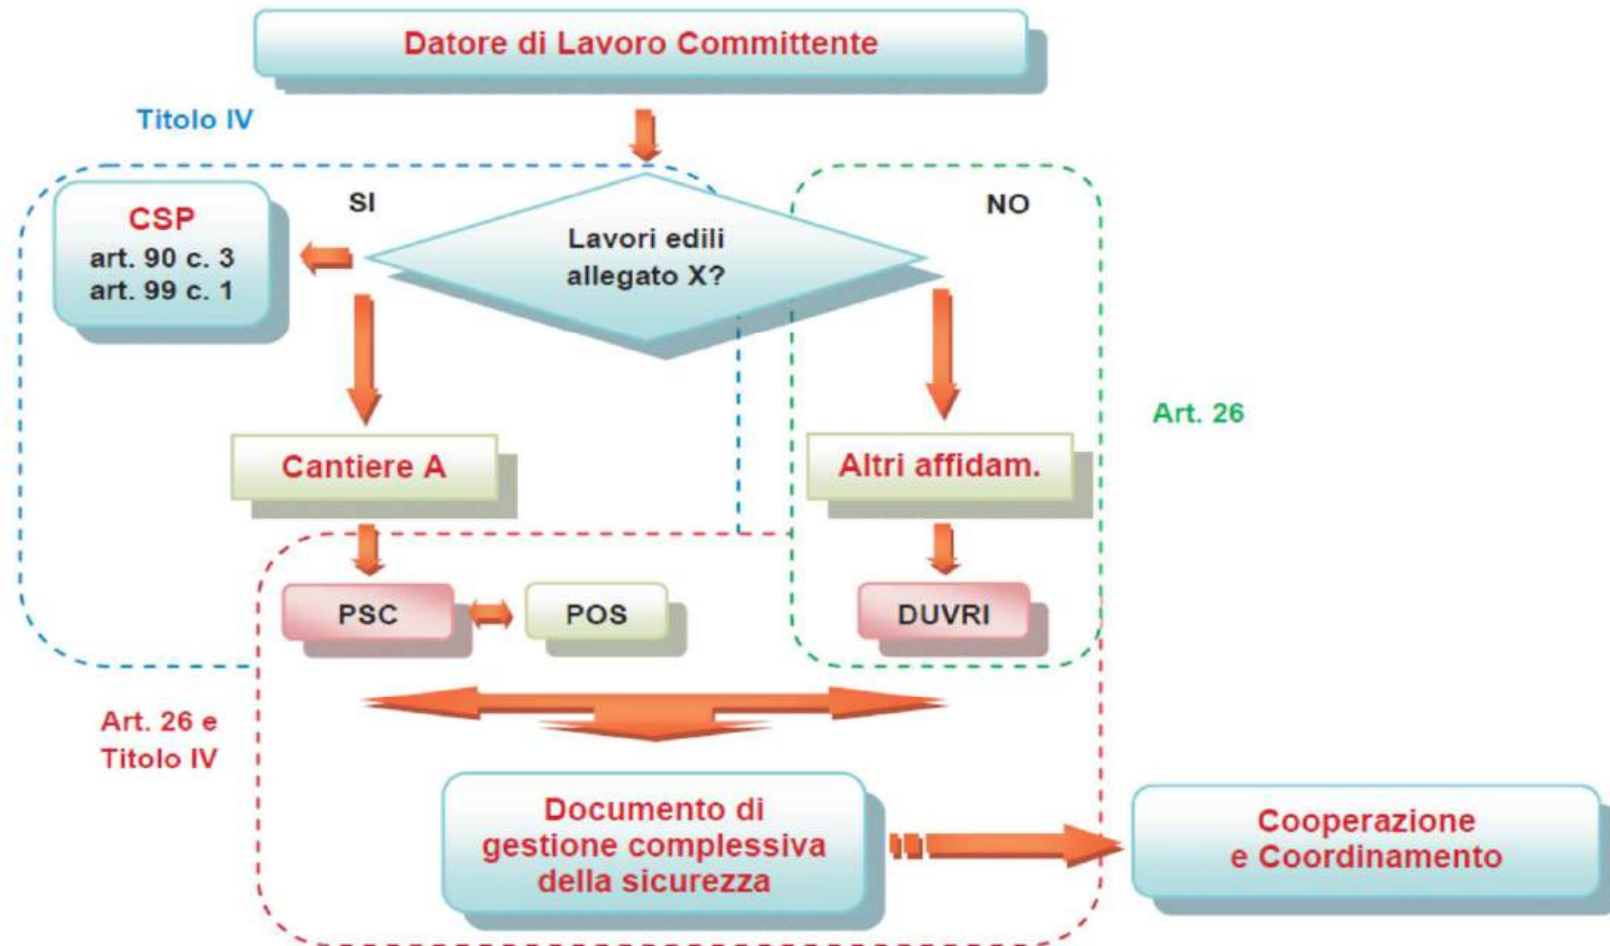 Datore di Lavoro Committente
Titolo IV
SI
NO
CSP
art. 90 c. 3
art. 99 c. 1
Lavori edili
allegato X?
Art. 26
Cantiere A
Altri affidam.
PSC
POS
DUVRI
Art. 26 e
Titolo IV
Documento di
gestione complessiva
della sicurezza
Cooperazione
e Coordinamento